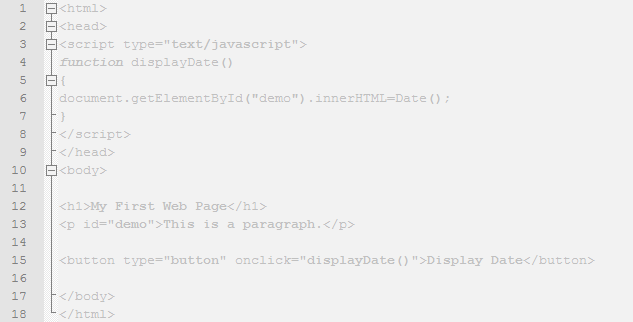 1 <html>
2 <head>
3 <script type="text/javascript">
4 function displayDate()
5 {
6 document.getElementById("demo").innerHTML=Date();
7 }
8 </script>
9 </head>
10 <body>
11
12 <h1>My First Web Page</h1>
13 <p id="demo">This is a paragraph.</p>
14
15 <button type="button" onclick="displayDate()">Display Date</button>
16
17 </body>
18 </html>